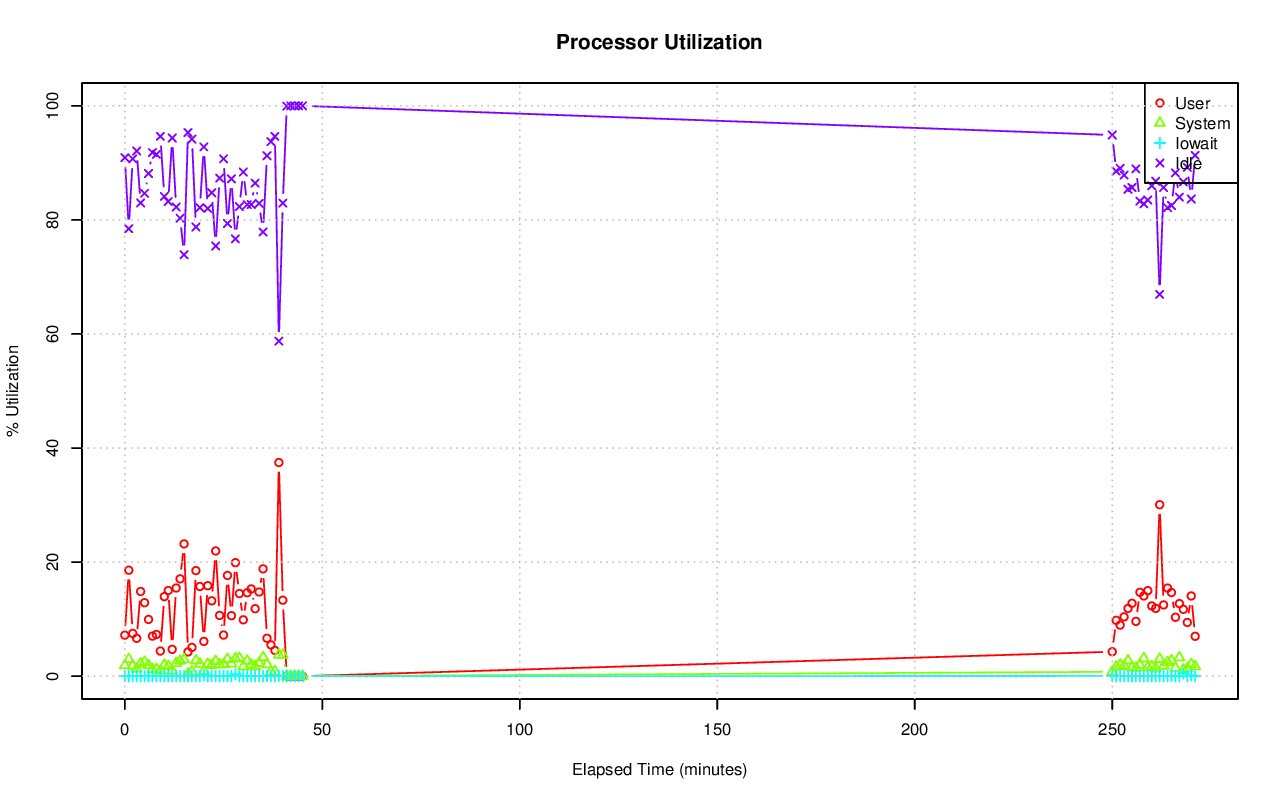 Processor Utilization
% Utilization
100
80
60
40
20
0
User
System
Iowait
Idle
0 50 100 150 200 250
Elapsed Time (minutes)